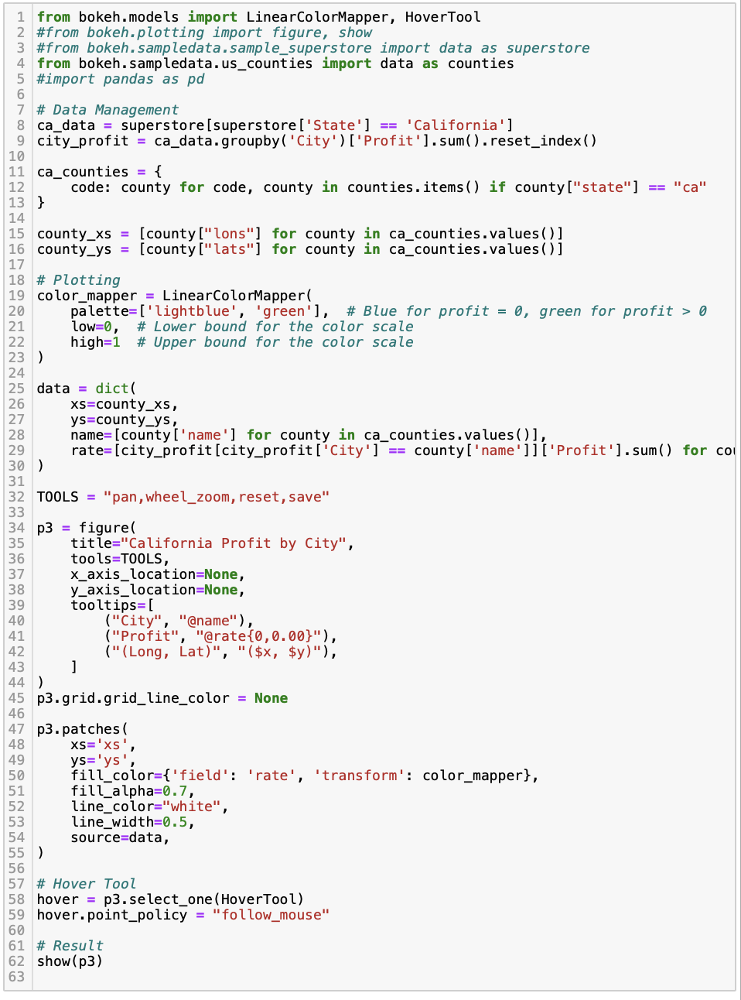 1 from bokeh.models import LinearColorMapper, HoverTool
2 #from bokeh.plotting import figure, show
3 #from bokeh.sampledata.sample_superstore import data as superstore
4 from bokeh.sampledata.us_counties import data as counties
5 #import pandas as pd
6
7 # Data Management
8 ca_data = superstore[superstore['State'] == 'California']
9 city_profit = ca_data.groupby('City')['Profit'].sum().reset_index()
10
11 ca_counties = {
12     code: county for code, county in counties.items() if county["state"] == "ca"
13 }
14
15 county_xs = [county["lons"] for county in ca_counties.values()]
16 county_ys = [county["lats"] for county in ca_counties.values()]
17
18 # Plotting
19 color_mapper = LinearColorMapper(
20     palette=['lightblue', 'green'],  # Blue for profit = 0, green for profit > 0
21     low=0,  # Lower bound for the color scale
22     high=1  # Upper bound for the color scale
23 )
24
25 data = dict(
26     xs=county_xs,
27     ys=county_ys,
28     name=[county['name'] for county in ca_counties.values()],
29     rate=[city_profit[city_profit['City'] == county['name']]['Profit'].sum() for
30 )
31
32 TOOLS = "pan,wheel_zoom,reset,save"
33
34 p3 = figure(
35     title="California Profit by City",
36     tools=TOOLS,
37     x_axis_location=None,
38     y_axis_location=None,
39     tooltips=[
40         ("City", "@name"),
41         ("Profit", "@rate{0,0.00}"),
42         ("(Long, Lat)", "($x, $y)"),
43     ]
44 )
45 p3.grid.grid_line_color = None
46
47 p3.patches(
48     xs='xs',
49     ys='ys',
50     fill_color={'field': 'rate', 'transform': color_mapper},
51     fill_alpha=0.7,
52     line_color="white",
53     line_width=0.5,
54     source=data,
55 )
56
57 # Hover Tool
58 hover = p3.select_one(HoverTool)
59 hover.point_policy = "follow_mouse"
60
61 # Result
62 show(p3)
63